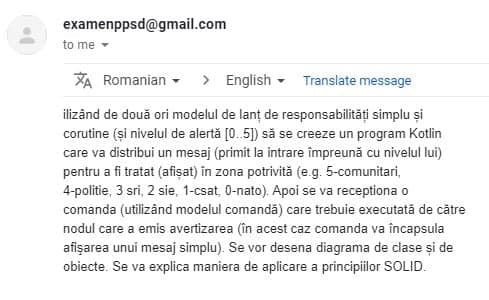 examenppsd@gmail.com
to me
Romanian > English Translate message
ilizând de două ori modelul de lanț de responsabilități simplu și
corutine (și nivelul de alertă [0..5]) să se creeze un program Kotlin
care va distribui un mesaj (primit la intrare împreună cu nivelul lui)
pentru a fi tratat (afișat) în zona potrivită (e.g. 5-comunitari,
4-politie, 3 sri, 2 sie, 1-csat, 0-nato). Apoi se va receptiona o
comanda (utilizând modelul comandă) care trebuie executată de către
nodul care a emis avertizarea (în acest caz comanda va încapsula
afișarea unui mesaj simplu). Se vor desena diagrama de clase și de
obiecte. Se va explica maniera de aplicare a principiilor SOLID.